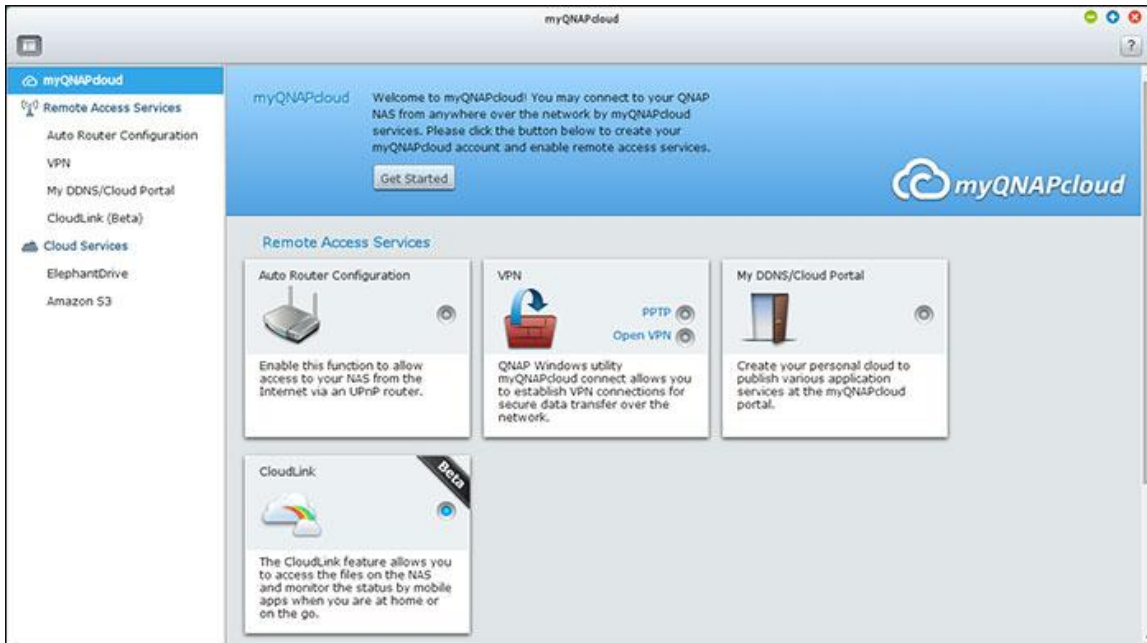 myQNAPcloud
?
myQNAPcloud
Remote Access Services
Auto Router Configuration
VPN
My DDNS/Cloud Portal
CloudLink (Beta)
Cloud Services
ElephantDrive
Amazon S3
myQNAPcloud
Welcome to myQNAPcloud! You may connect to your QNAP
NAS from anywhere over the network by myQNAPcloud
services. Please click the button below to create your
myQNAPcloud account and enable remote access services.
Get Started
myQNAPcloud
Remote Access Services
Auto Router Configuration
Enable this function to allow
access to your NAS from the
Internet via an UPnP router.
VPN
PPTP
Open VPN
QNAP Windows utility
myQNAPcloud connect allows you
to establish VPN connections for
secure data transfer over the
network.
My DDNS/Cloud Portal
Create your personal cloud to
publish various application
services at the myQNAPcloud
portal.
CloudLink
Beta
The CloudLink feature allows you
to access the files on the NAS
and monitor the status by mobile
apps when you are at home or
on the go.